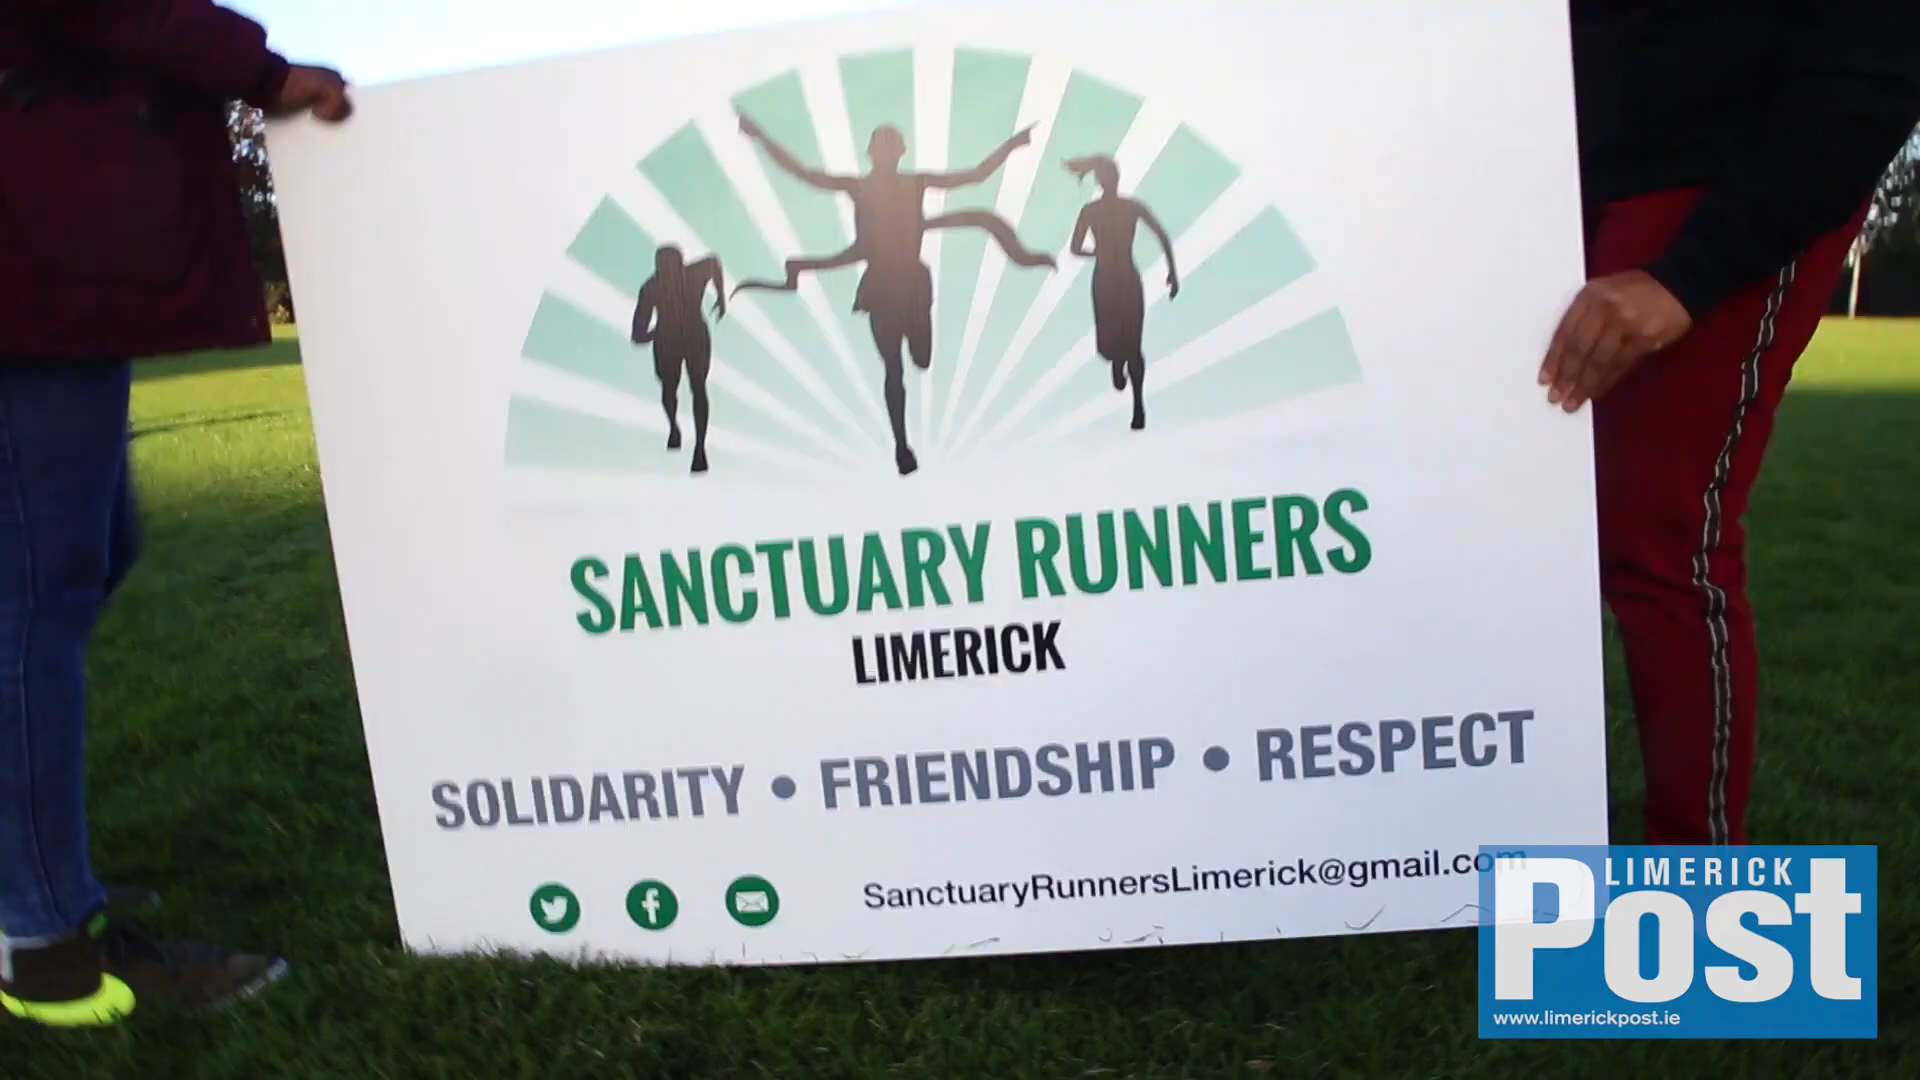 SANCTUARY RUNNERS
LIMERICK
SOLIDARITY • FRIENDSHIP • RESPECT
SanctuaryRunnersLimerick@gmail.com
LIMERICK
Post
www.limerickpost.ie